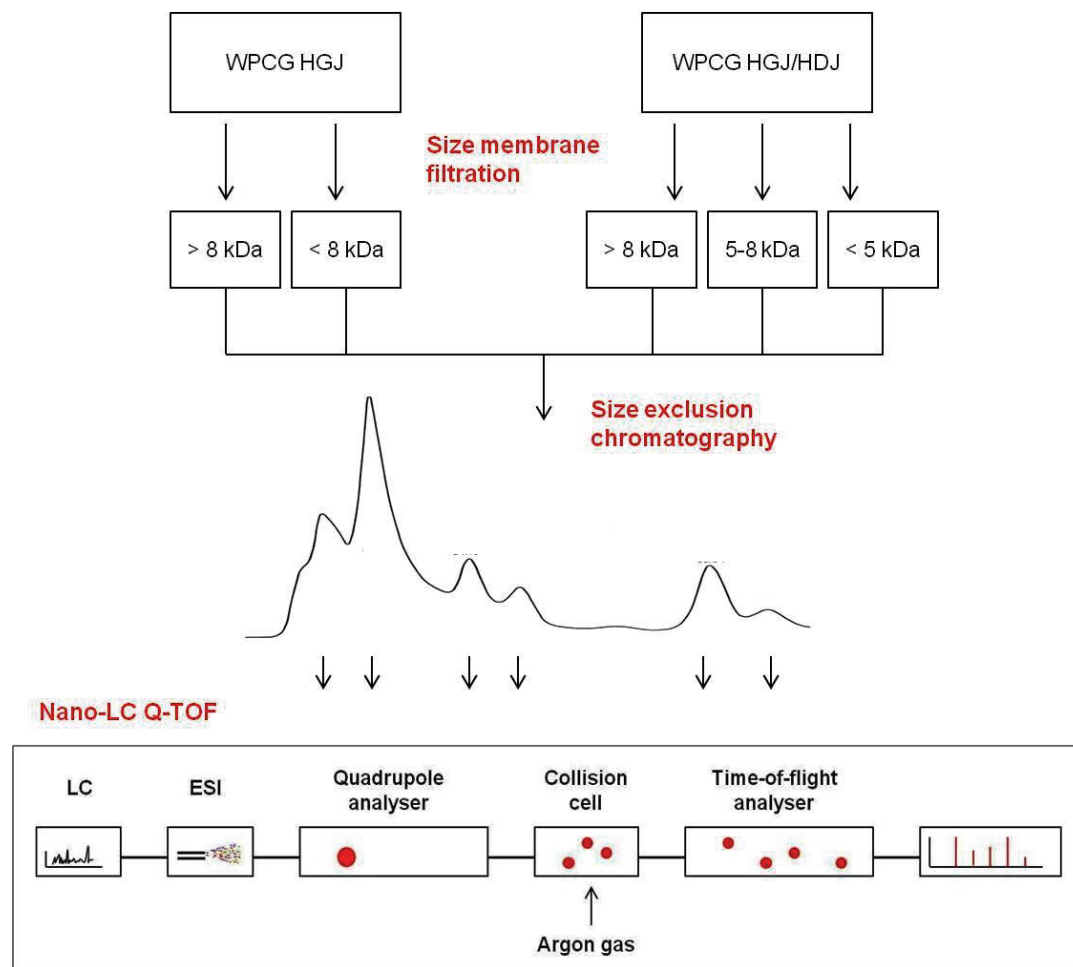 WPCG HGJ
WPCG HGJ/HDJ
Size membrane
filtration
> 8 kDa
< 8 kDa
> 8 kDa
5-8 kDa
< 5 kDa
Size exclusion
chromatography
Nano-LC Q-TOF
LC
ESI
Quadrupole
analyser
Collision
cell
Time-of-flight
analyser
Argon gas